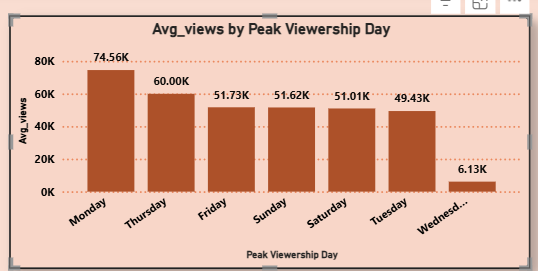 Avg_views by Peak Viewership Day
Avg_views
80K
60K
40K
20K
0K
74.56K
60.00K
51.73K
51.62K
51.01K
49.43K
6.13K
Monday
Thursday
Friday
Sunday
Saturday
Tuesday
Wednesd...
Peak Viewership Day